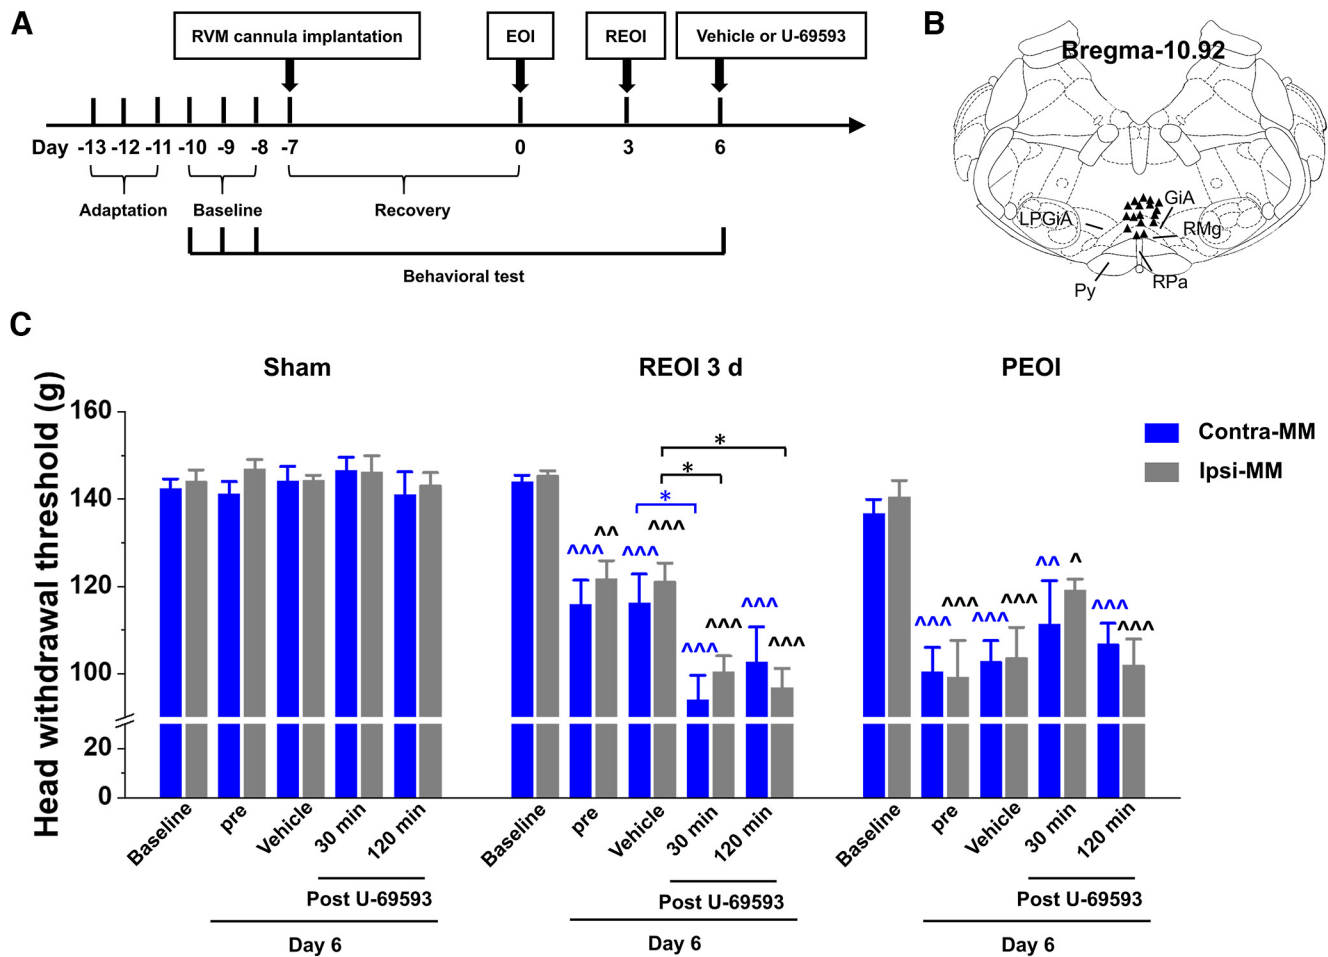 A
RVM cannula implantation
EOI
REOI
Vehicle or U-69593
Day -13 -12 -11 -10 -9 -8 -7 0 3 6
Adaptation
Baseline
Recovery
Behavioral test
B
Bregma-10.92
GiA
LPGiA
RMg
RPa
Py
C
Sham
REOI 3 d
PEOI
Head withdrawal threshold (g)
160
140
120
100
20
0
Contra-MM
Ipsi-MM
*
*
*
^^^ ^^ ^^^ ^^^ ^^^ ^^^ ^^^ ^^^
^^^ ^^^ ^^^ ^^^ ^^ ^ ^^^ ^^^
Baseline pre Vehicle 30 min 120 min
Baseline pre Vehicle 30 min 120 min
Baseline pre Vehicle 30 min 120 min
Post U-69593
Post U-69593
Post U-69593
Day 6
Day 6
Day 6